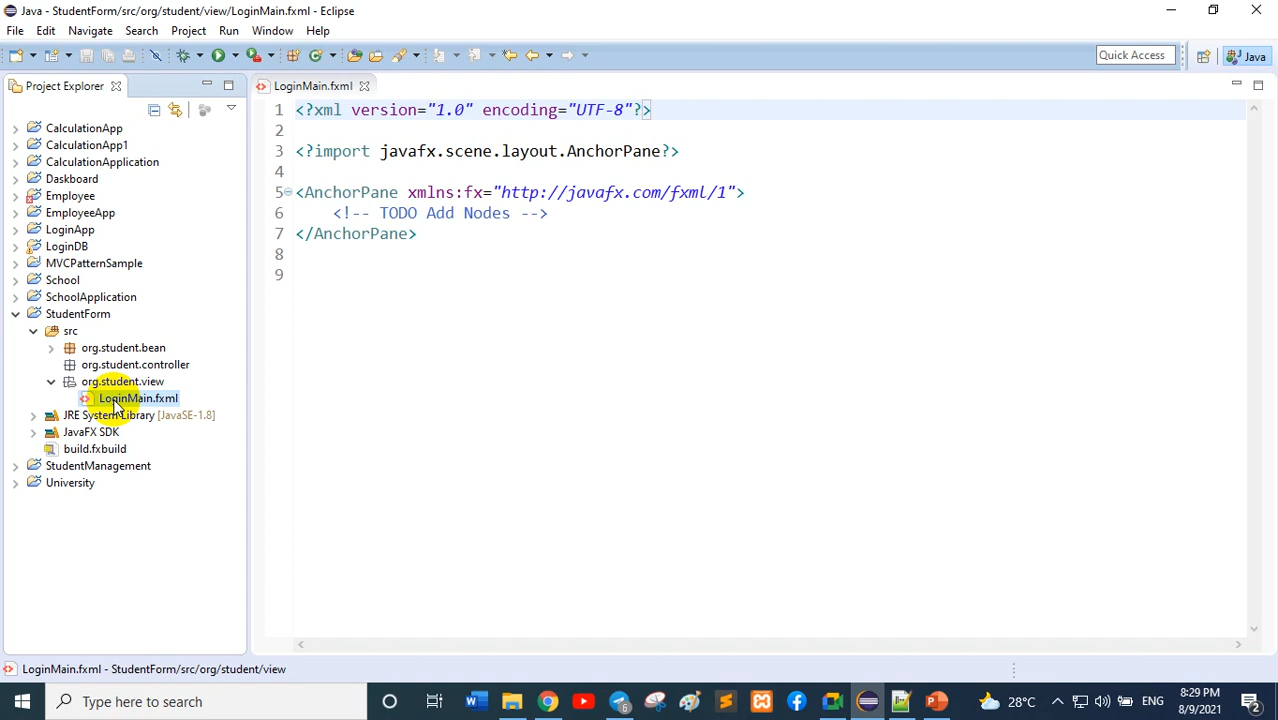 Java - StudentForm/src/org/student/view/LoginMain.fxml - Eclipse
File Edit Navigate Search Project Run Window Help
Quick Access
Java
Project Explorer
CalculationApp
CalculationApp1
CalculationApplication
Daskboard
Employee
EmployeeApp
LoginApp
LoginDB
MVCPatternSample
School
SchoolApplication
StudentForm
src
org.student.bean
org.student.controller
org.student.view
LoginMain.fxml
JRE System Library [JavaSE-1.8]
JavaFX SDK
build.fxbuild
StudentManagement
University
LoginMain.fxml
1 <?xml version="1.0" encoding="UTF-8"?>
2
3 <?import javafx.scene.layout.AnchorPane?>
4
5 <AnchorPane xmlns:fx="http://javafx.com/fxml/1">
6 <!-- TODO Add Nodes -->
7 </AnchorPane>
8
9
LoginMain.fxml - StudentForm/src/org/student/view
Type here to search
6
28°C
ENG
8:29 PM
8/9/2021
2